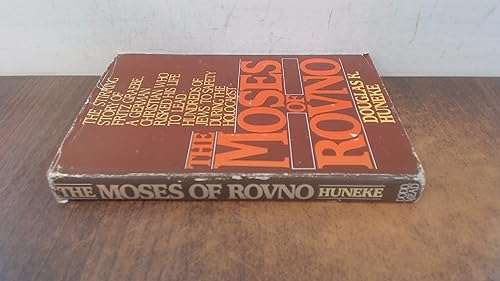 THE STIRRING
STORY OF
FRITZ GRAEBE,
A GERMAN
CHRISTIAN WHO
RISKED HIS LIFE
TO LEAD
HUNDREDS OF
JEWS TO SAFETY
DURING THE
HOLOCAUST
THE
MOSES
OF
ROVNO
DOUGLAS K.
HUNEKE
THE MOSES OF ROVNO HUNEKE
DODD
MEAD